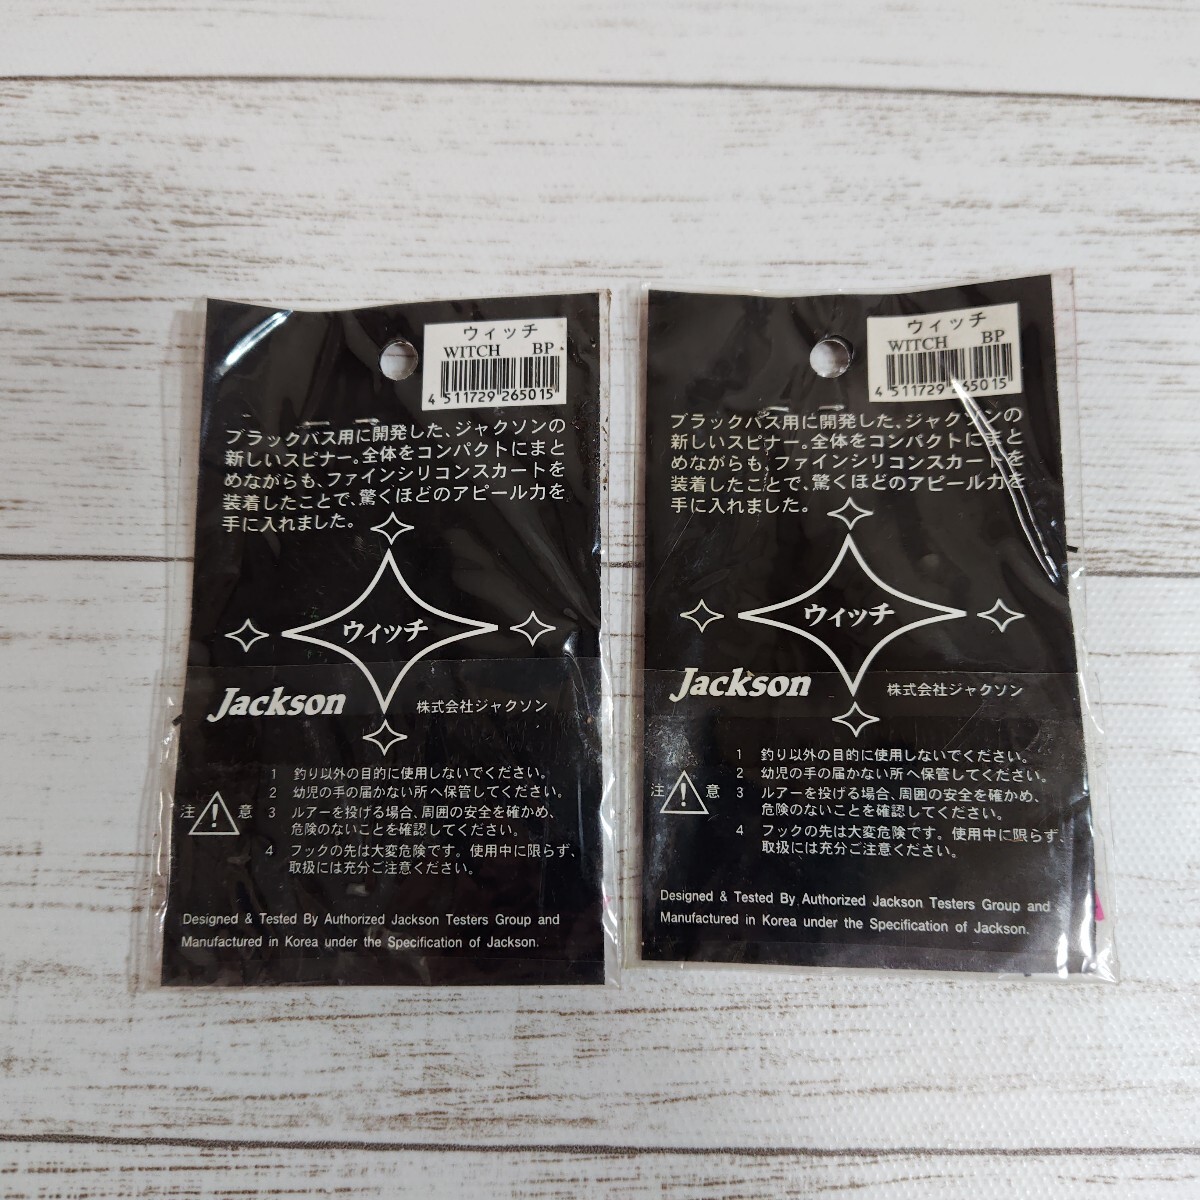 ウィッチ
WITCH BP
4 511729 265015
ブラックバス用に開発した、ジャクソンの
新しいスピナー。全体をコンパクトにまと
めながらも、ファインシリコンスカートを
装着したことで、驚くほどのアピール力を
手に入れました。
ウィッチ
Jackson 株式会社ジャクソン
注 ! 意
1 釣り以外の目的に使用しないでください。
2 幼児の手の届かない所へ保管してください。
3 ルアーを投げる場合、周囲の安全を確かめ、
危険のないことを確認してください。
4 フックの先は大変危険です。使用中に限らず、
取扱には充分ご注意ください。
Designed & Tested By Authorized Jackson Testers Group and
Manufactured in Korea under the Specification of Jackson.
ウィッチ
WITCH BP
4 511729 265015
ブラックバス用に開発した、ジャクソンの
新しいスピナー。全体をコンパクトにまと
めながらも、ファインシリコンスカートを
装着したことで、驚くほどのアピール力を
手に入れました。
ウィッチ
Jackson 株式会社ジャクソン
注 ! 意
1 釣り以外の目的に使用しないでください。
2 幼児の手の届かない所へ保管してください。
3 ルアーを投げる場合、周囲の安全を確かめ、
危険のないことを確認してください。
4 フックの先は大変危険です。使用中に限らず、
取扱には充分ご注意ください。
Designed & Tested By Authorized Jackson Testers Group and
Manufactured in Korea under the Specification of Jackson.